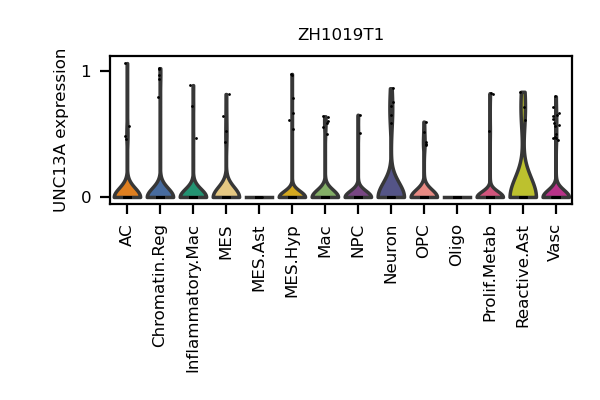 ZH1019T1
UNC13A expression
1
0
AC
Chromatin.Reg
Inflammatory.Mac
MES
MES.Ast
MES.Hyp
Mac
NPC
Neuron
OPC
Oligo
Prolif.Metab
Reactive.Ast
Vasc